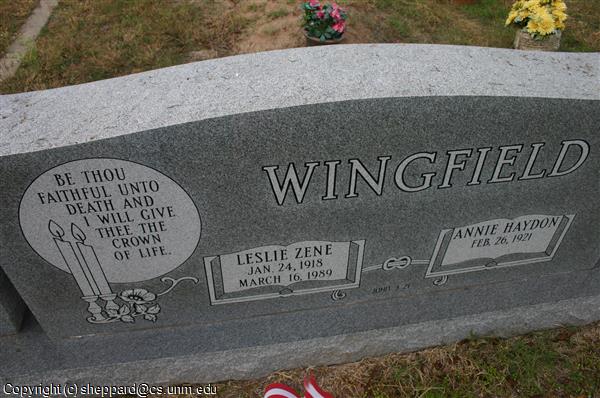 BE THOU
FAITHFUL UNTO
DEATH AND
I WILL GIVE
THEE THE
CROWN
OF LIFE.
WINGFIELD
LESLIE ZENE
JAN. 24, 1918
MARCH 16, 1989
ANNIE HAYDON
FEB. 26, 1921
Copyright (c) sheppard@cs.unm.edu